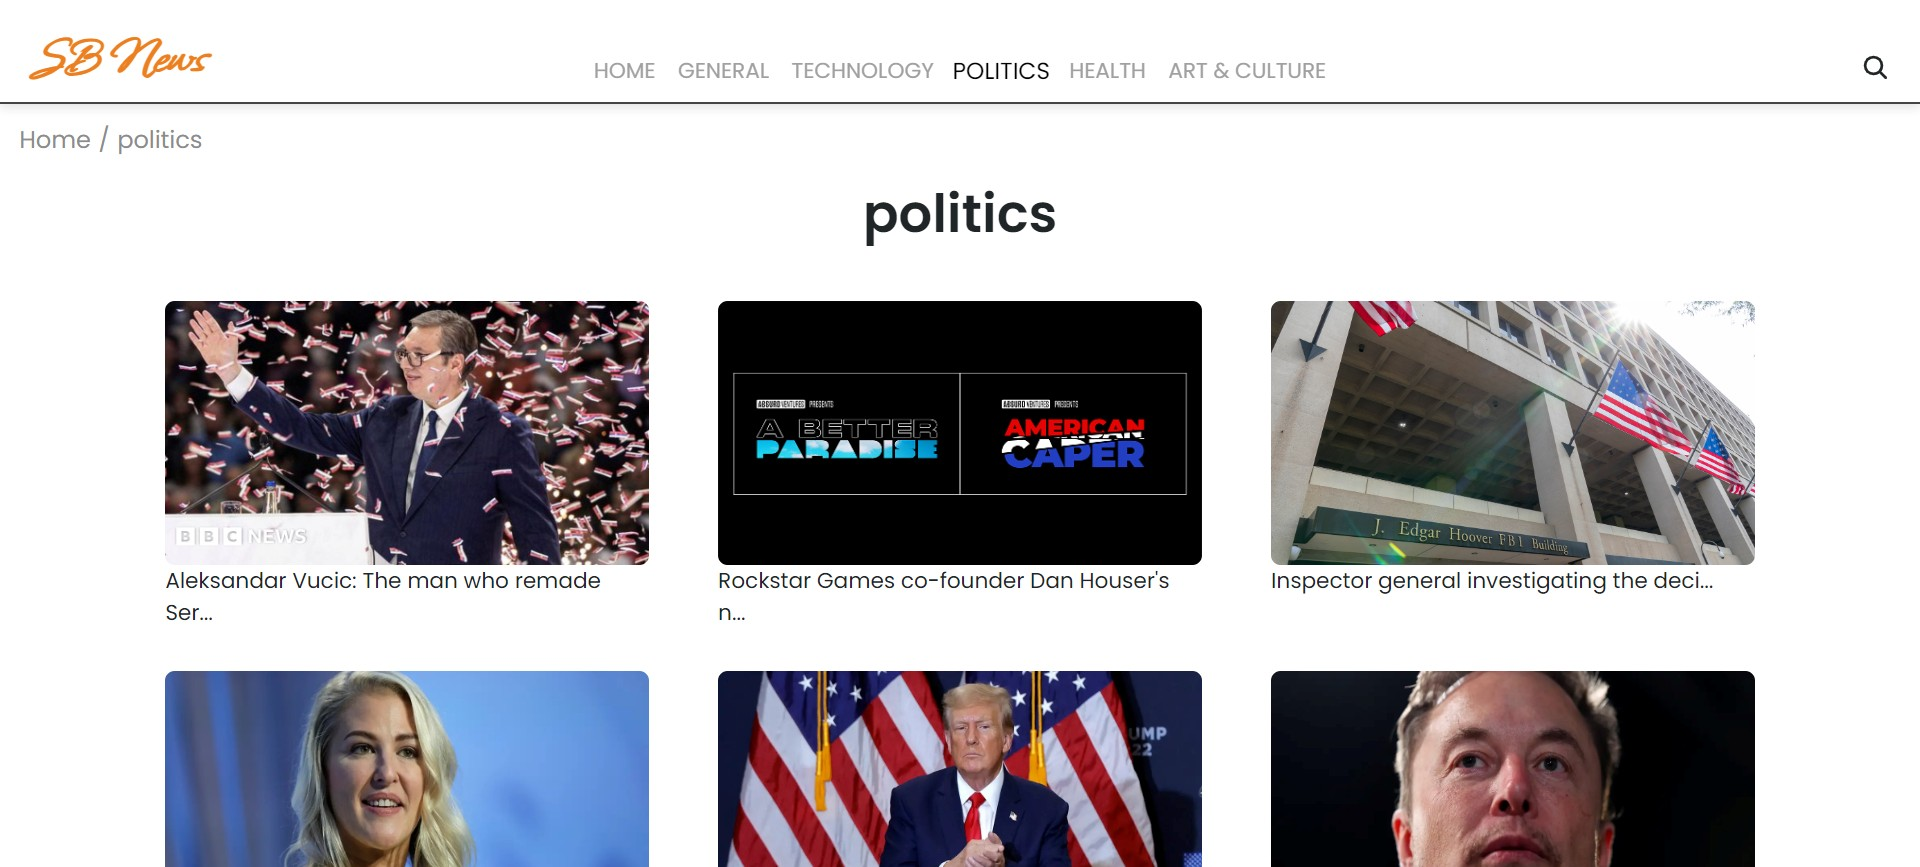 SB News
HOME GENERAL TECHNOLOGY POLITICS HEALTH ART & CULTURE
Home / politics
politics
BBC NEWS
ABSURD VENTURES PRESENTS
A BETTER
PARADISE
ABSURD VENTURES PRESENTS
AMERICAN
CAPER
J. Edgar Hoover FBI Building
Aleksandar Vucic: The man who remade
Ser...
Rockstar Games co-founder Dan Houser's
n...
Inspector general investigating the deci...
UMP
22